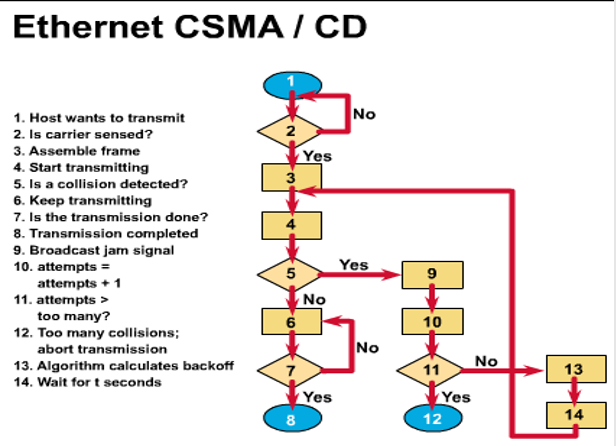 Ethernet CSMA / CD
1. Host wants to transmit
2. Is carrier sensed?
3. Assemble frame
4. Start transmitting
5. Is a collision detected?
6. Keep transmitting
7. Is the transmission done?
8. Transmission completed
9. Broadcast jam signal
10. attempts =
attempts + 1
11. attempts >
too many?
12. Too many collisions;
abort transmission
13. Algorithm calculates backoff
14. Wait for t seconds
1
No
2
Yes
3
4
5
Yes
9
No
6
10
No
7
11
No
13
Yes
Yes
8
12
14